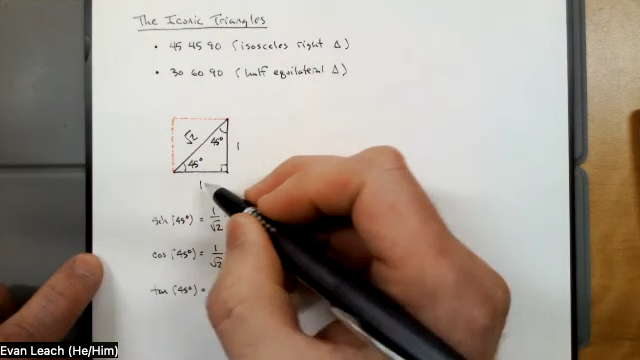 The Iconic Triangles
• 45 45 90 (isosceles right Δ)
• 30 60 90 (half equilateral Δ)
√2
45°
1
45°
1
sin(45°) = 1/√2
cos(45°) = 1/√2
tan(45°) =
Evan Leach (He/Him)